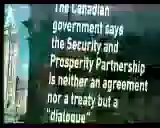 The Canadian
government says
the Security and
Prosperity Partnership
is neither an agreement
nor a treaty but a
"dialogue"